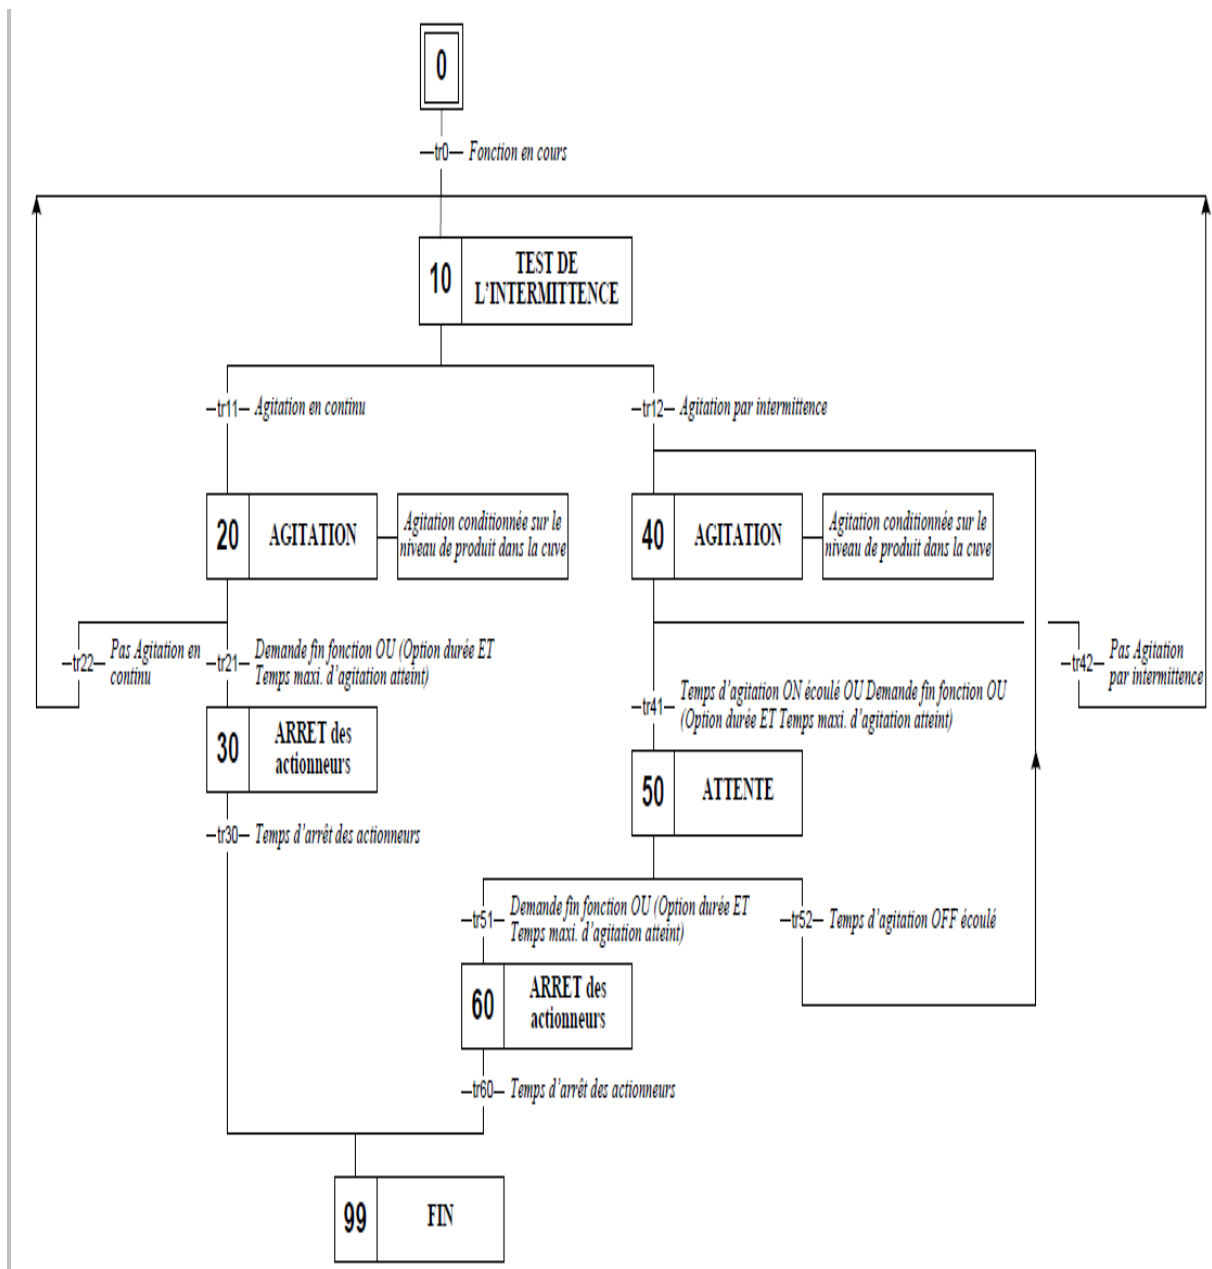 0
tr0 Fonction en cours
10
TEST DE
L'INTERMITTENCE
tr11 Agitation en continu
tr12 Agitation par intermittence
20
AGITATION
Agitation conditionnée sur le
niveau de produit dans la cuve
40
AGITATION
Agitation conditionnée sur le
niveau de produit dans la cuve
tr22
Pas Agitation en
continu
tr21
Demande fin fonction OU (Option durée ET
Temps maxi. d'agitation atteint)
tr42
Pas Agitation
par intermittence
tr41
Temps d'agitation ON écoulé OU Demande fin fonction OU
(Option durée ET Temps maxi. d'agitation atteint)
30
ARRET des
actionneurs
50
ATTENTE
tr30 Temps d'arrêt des actionneurs
tr51
Demande fin fonction OU (Option durée ET
Temps maxi. d'agitation atteint)
tr52 Temps d'agitation OFF écoulé
60
ARRET des
actionneurs
tr60 Temps d'arrêt des actionneurs
99
FIN